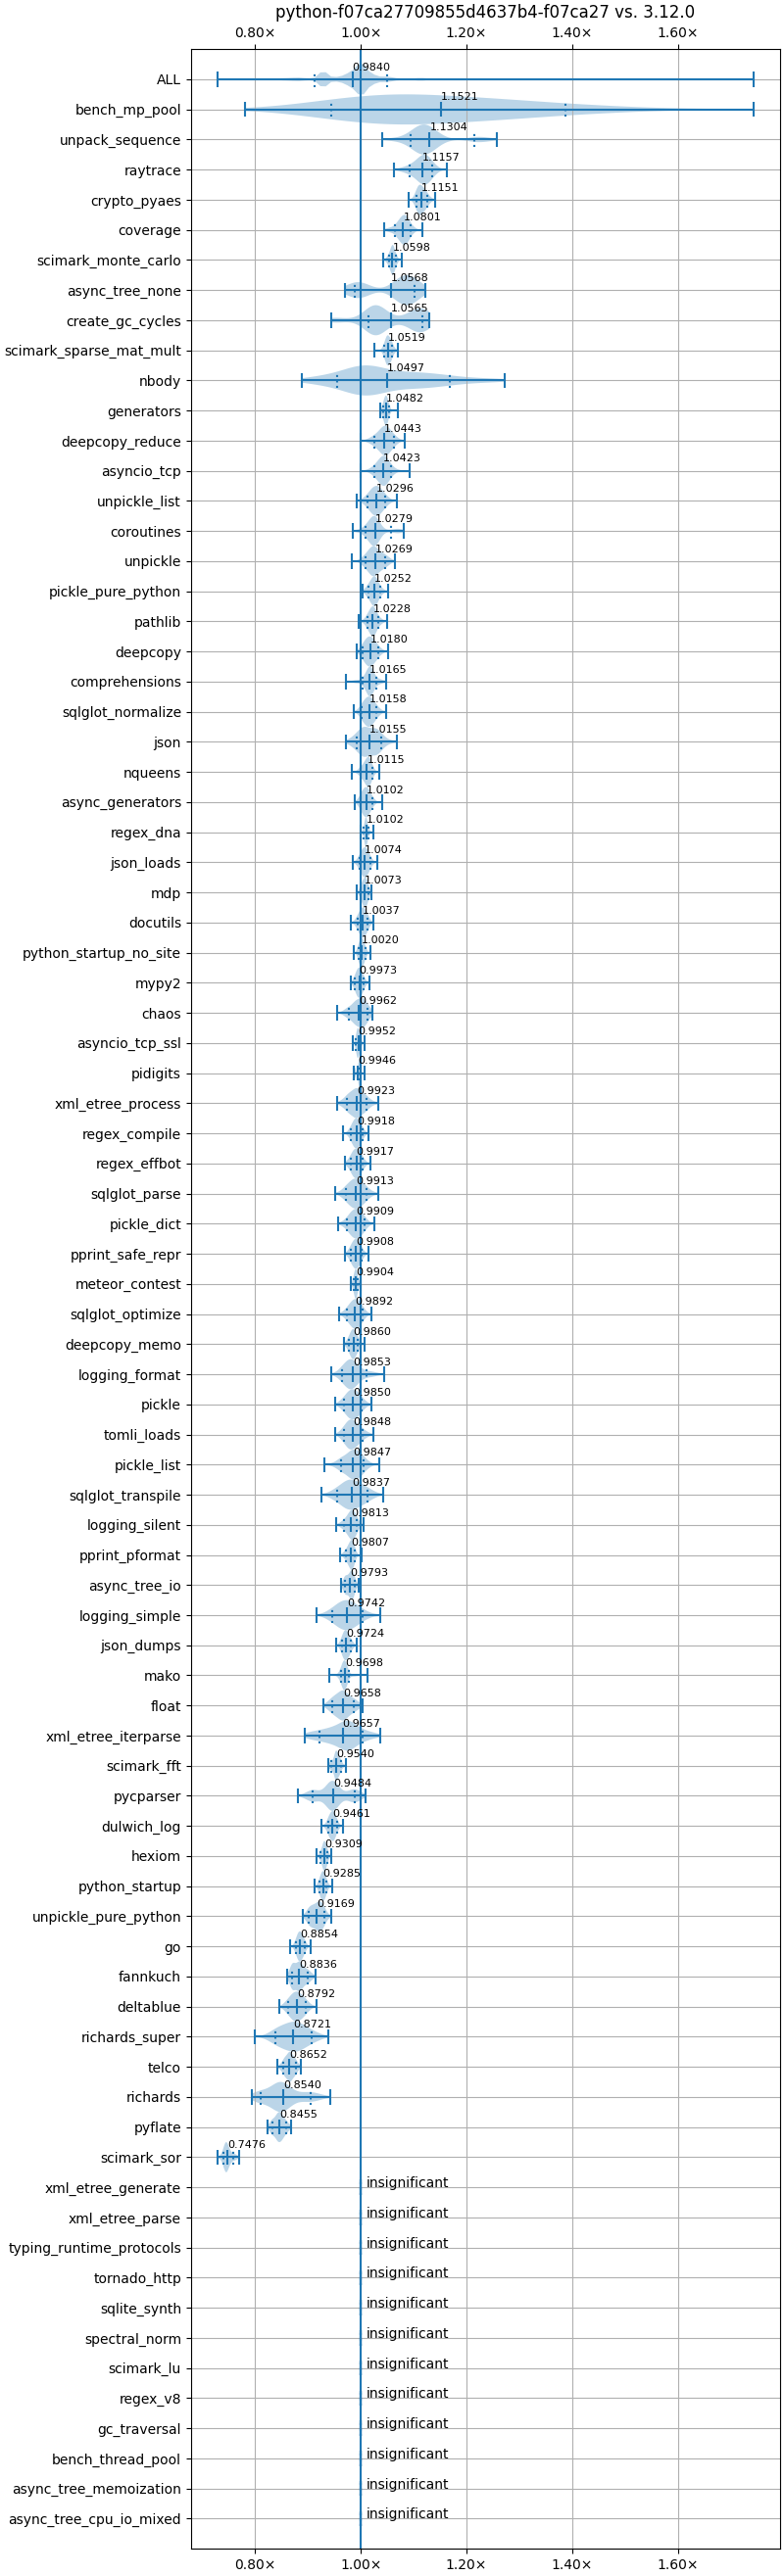 python-f07ca27709855d4637b4-f07ca27 vs. 3.12.0
0.80× 1.00× 1.20× 1.40× 1.60×
ALL 0.9840
bench_mp_pool 1.1521
unpack_sequence 1.1304
raytrace 1.1157
crypto_pyaes 1.1151
coverage 1.0801
scimark_monte_carlo 1.0598
async_tree_none 1.0568
create_gc_cycles 1.0565
scimark_sparse_mat_mult 1.0519
nbody 1.0497
generators 1.0482
deepcopy_reduce 1.0443
asyncio_tcp 1.0423
unpickle_list 1.0296
coroutines 1.0279
unpickle 1.0269
pickle_pure_python 1.0252
pathlib 1.0228
deepcopy 1.0180
comprehensions 1.0165
sqlglot_normalize 1.0158
json 1.0155
nqueens 1.0115
async_generators 1.0102
regex_dna 1.0102
json_loads 1.0074
mdp 1.0073
docutils 1.0037
python_startup_no_site 1.0020
mypy2 0.9973
chaos 0.9962
asyncio_tcp_ssl 0.9952
pidigits 0.9946
xml_etree_process 0.9923
regex_compile 0.9918
regex_effbot 0.9917
sqlglot_parse 0.9913
pickle_dict 0.9909
pprint_safe_repr 0.9908
meteor_contest 0.9904
sqlglot_optimize 0.9892
deepcopy_memo 0.9860
logging_format 0.9853
pickle 0.9850
tomli_loads 0.9848
pickle_list 0.9847
sqlglot_transpile 0.9837
logging_silent 0.9813
pprint_pformat 0.9807
async_tree_io 0.9793
logging_simple 0.9742
json_dumps 0.9724
mako 0.9698
float 0.9658
xml_etree_iterparse 0.9657
scimark_fft 0.9540
pycparser 0.9484
dulwich_log 0.9461
hexiom 0.9309
python_startup 0.9285
unpickle_pure_python 0.9169
go 0.8854
fannkuch 0.8836
deltablue 0.8792
richards_super 0.8721
telco 0.8652
richards 0.8540
pyflate 0.8455
scimark_sor 0.7476
xml_etree_generate insignificant
xml_etree_parse insignificant
typing_runtime_protocols insignificant
tornado_http insignificant
sqlite_synth insignificant
spectral_norm insignificant
scimark_lu insignificant
regex_v8 insignificant
gc_traversal insignificant
bench_thread_pool insignificant
async_tree_memoization insignificant
async_tree_cpu_io_mixed insignificant
0.80× 1.00× 1.20× 1.40× 1.60×